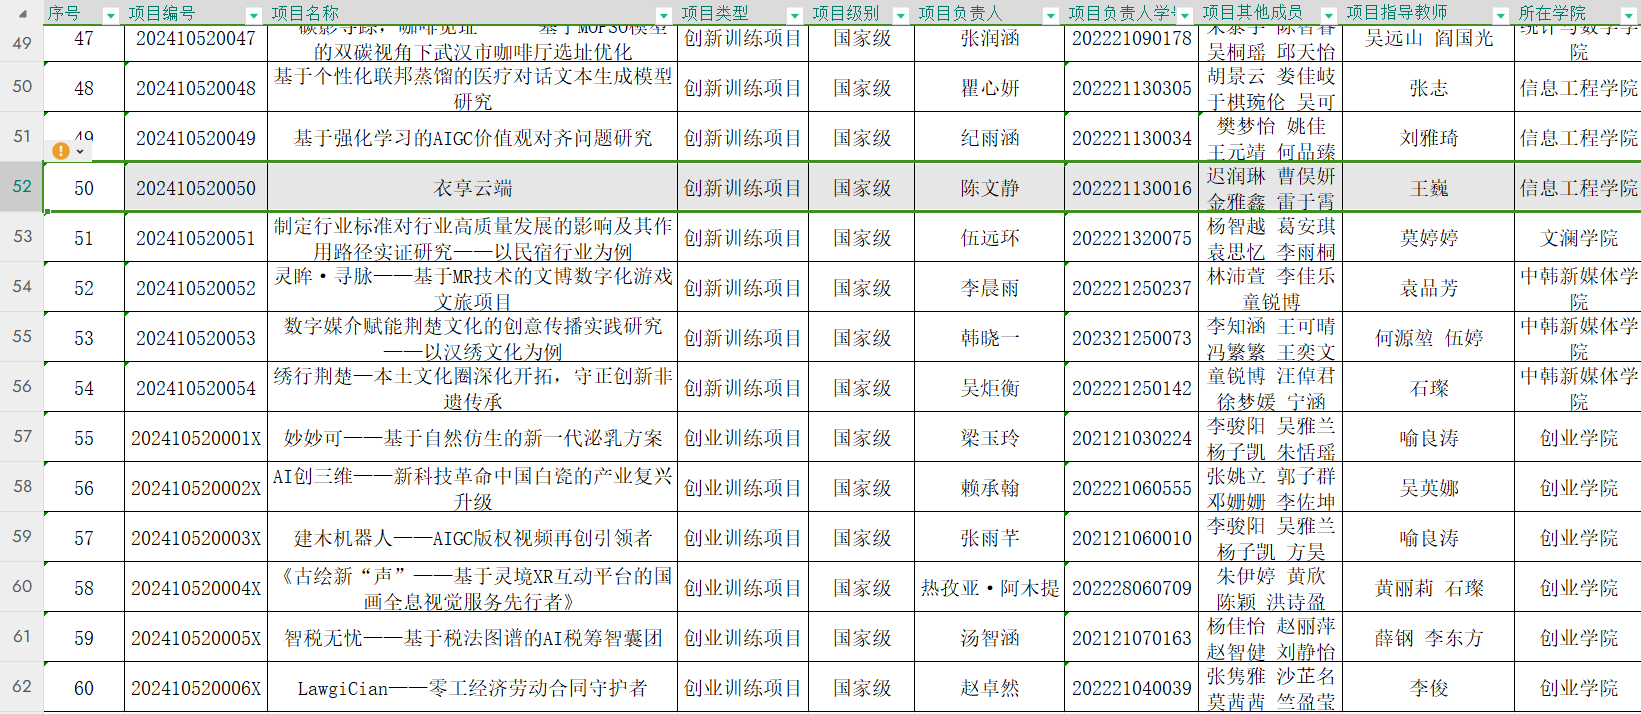 序号 项目编号 项目名称 项目类型 项目级别 项目负责人 项目负责人学号 项目其他成员 项目指导教师 所在学院
49 47 202410520047 碳影寻踪，咖啡觅址——基于MOPSO模型 创新训练项目 国家级 张润涵 202221090178 陈智睿 吴远山 阎国光 统计与数学学
的双碳视角下武汉市咖啡厅选址优化 吴桐瑶 邱天怡 院
50 48 202410520048 基于个性化联邦蒸馏的医疗对话文本生成模型 创新训练项目 国家级 瞿心妍 202221130305 胡景云 娄佳岐 张志 信息工程学院
研究 于棋琬伦 吴可
51 49 202410520049 基于强化学习的AIGC价值观对齐问题研究 创新训练项目 国家级 纪雨涵 202221130034 樊梦怡 姚佳 刘雅琦 信息工程学院
王元靖 何品臻
52 50 202410520050 衣享云端 创新训练项目 国家级 陈文静 202221130016 迟润琳 曹俣妍 王巍 信息工程学院
金雅鑫 雷于霄
53 51 202410520051 制定行业标准对行业高质量发展的影响及其作 创新训练项目 国家级 伍远环 202221320075 杨智越 葛安琪 莫婷婷 文澜学院
用路径实证研究——以民宿行业为例 袁思忆 李雨桐
54 52 202410520052 灵眸·寻脉——基于MR技术的文博数字化游戏 创新训练项目 国家级 李晨雨 202221250237 林沛萱 李佳乐 袁品芳 中韩新媒体学
文旅项目 童锐博 院
55 53 202410520053 数字媒介赋能荆楚文化的创意传播实践研究 创新训练项目 国家级 韩晓一 202321250073 李知涵 王可晴 何源堃 伍婷 中韩新媒体学
——以汉绣文化为例 冯繁繁 王奕文 院
56 54 202410520054 绣行荆楚—本土文化圈深化开拓，守正创新非 创新训练项目 国家级 吴炬衡 202221250142 童锐博 汪倬君 石璨 中韩新媒体学
遗传承 徐梦媛 宁涵 院
57 55 202410520001X 妙妙可——基于自然仿生的新一代泌乳方案 创业训练项目 国家级 梁玉玲 202121030224 李骏阳 吴雅兰 喻良涛 创业学院
杨子凯 朱恬瑶
58 56 202410520002X AI创三维——新科技革命中国白瓷的产业复兴 创业训练项目 国家级 赖承翰 202221060555 张姚立 郭子群 吴英娜 创业学院
升级 邓姗姗 李佐坤
59 57 202410520003X 建木机器人——AIGC版权视频再创引领者 创业训练项目 国家级 张雨芊 202121060010 李骏阳 吴雅兰 喻良涛 创业学院
杨子凯 方昊
60 58 202410520004X 《古绘新“声”——基于灵境XR互动平台的国 创业训练项目 国家级 热孜亚·阿木提 202228060709 朱伊婷 黄欣 黄丽莉 石璨 创业学院
画全息视觉服务先行者》 陈颖 洪诗盈
61 59 202410520005X 智税无忧——基于税法图谱的AI税筹智囊团 创业训练项目 国家级 汤智涵 202121070163 杨佳怡 赵丽萍 薛钢 李东方 创业学院
赵智健 刘静怡
62 60 202410520006X LawgiCian——零工经济劳动合同守护者 创业训练项目 国家级 赵卓然 202221040039 张隽雅 沙芷名 李俊 创业学院
莫茜茜 竺盈莹